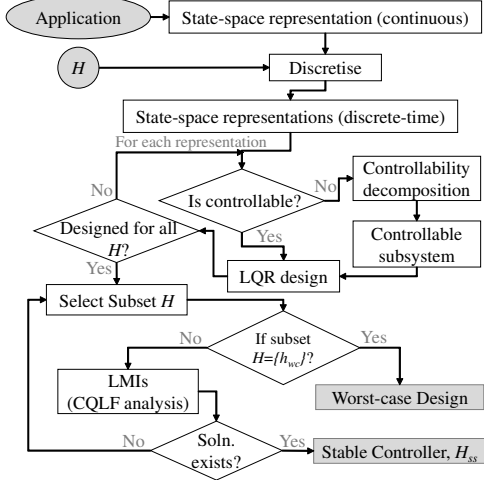 Application
State-space representation (continuous)
H
Discretise
State-space representations (discrete-time)
For each representation
No
Is controllable?
No
Controllability
decomposition
Designed for all
H?
Yes
Controllable
subsystem
Yes
LQR design
Select Subset H
No
If subset
H={h_wc}?
Yes
LMIs
(CQLF analysis)
Worst-case Design
No
Soln.
exists?
Yes
Stable Controller, H_ss